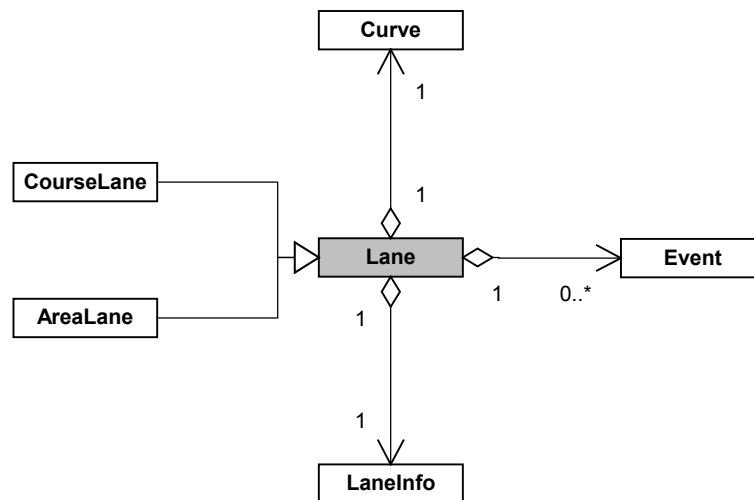 Curve
1
CourseLane
1
Lane
Event
1
0..*
AreaLane
1
1
LaneInfo